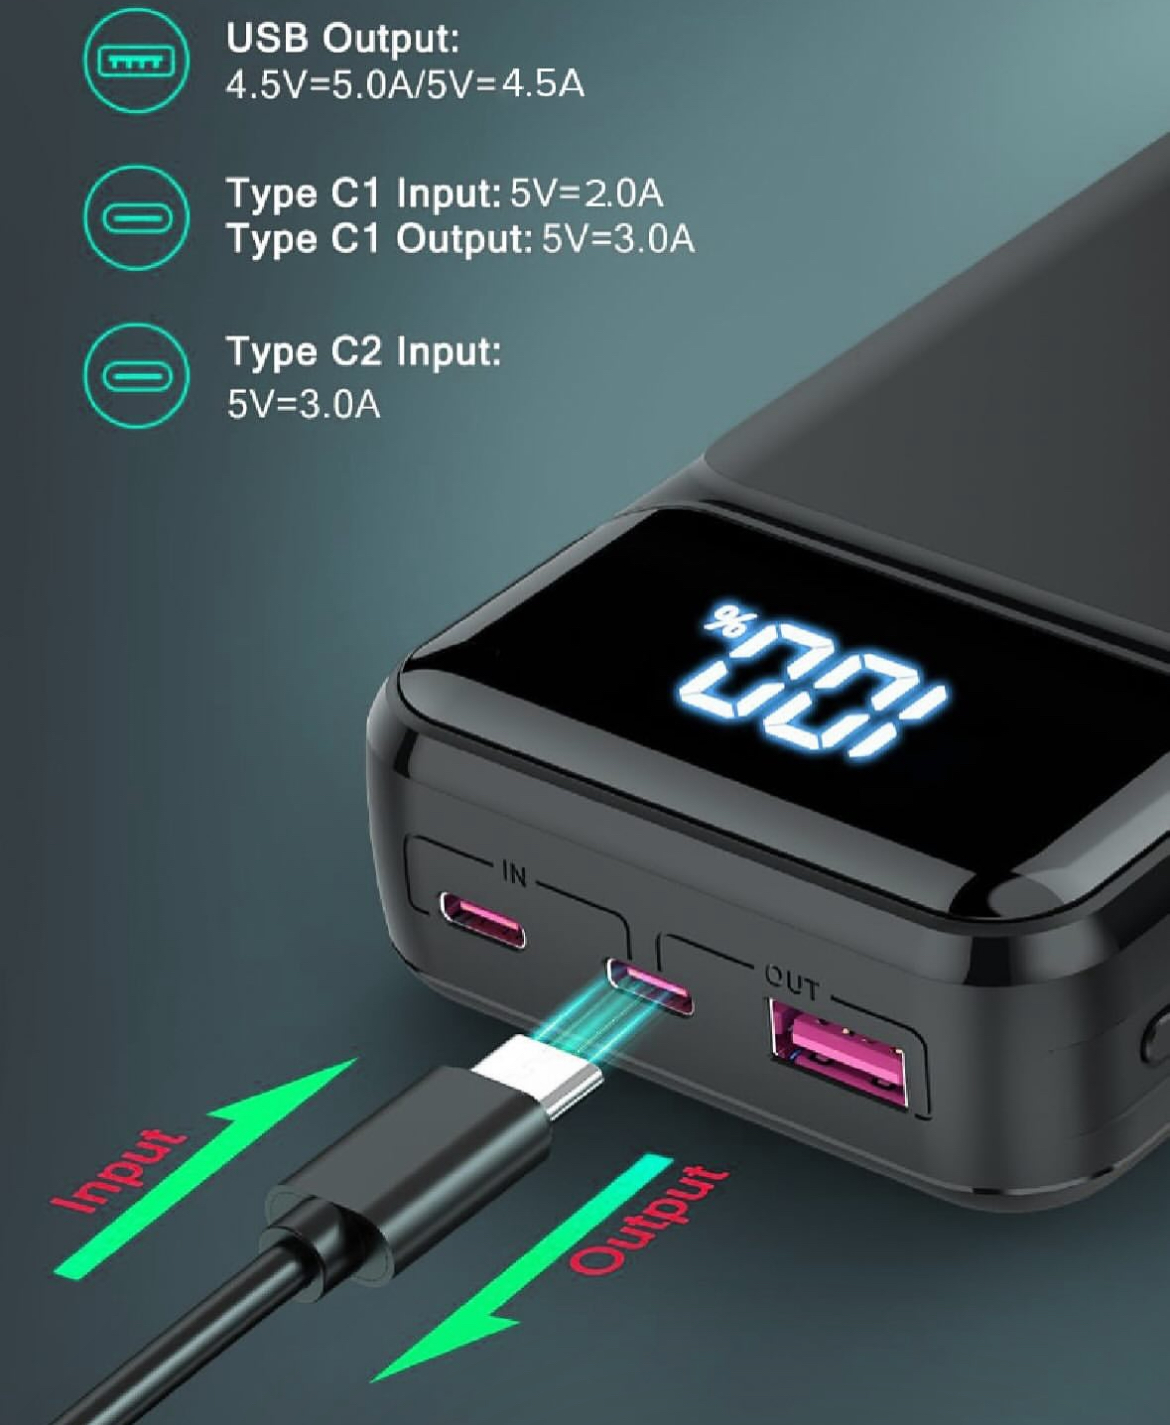 USB Output:
4.5V=5.0A/5V=4.5A
Type C1 Input: 5V=2.0A
Type C1 Output: 5V=3.0A
Type C2 Input:
5V=3.0A
100%
IN
OUT
Input
Output